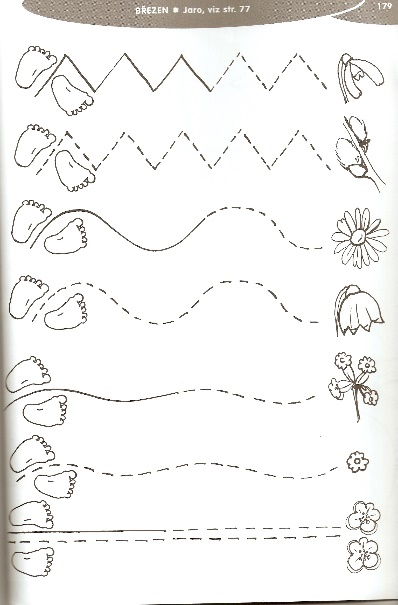 BŘEZEN ✹ Jaro, viz str. 77
179